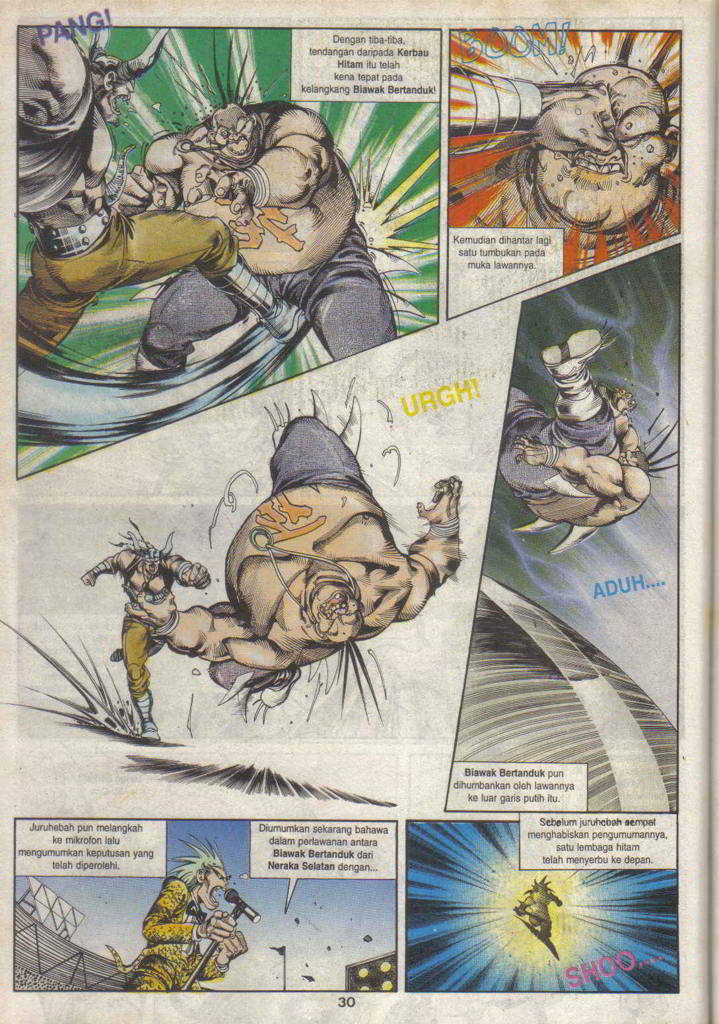 PANG!
Dengan tiba-tiba,
tendangan daripada Kerbau
Hitam itu telah
kena tepat pada
kelangkang Biawak Bertanduk!
BOOM!
Kemudian dihantar lagi
satu tumbukan pada
muka lawannya.
URGH!
ADUH....
Biawak Bertanduk pun
dihumbankan oleh lawannya
ke luar garis putih itu.
Juruhebah pun melangkah
ke mikrofon lalu
mengumumkan keputusan yang
telah diperolehi.
Diumumkan sekarang bahawa
dalam perlawanan antara
Biawak Bertanduk dari
Neraka Selatan dengan...
Sebelum juruhebah sempat
menghabiskan pengumumannya,
satu lembaga hitam
telah menyerbu ke depan.
SHOO....
30